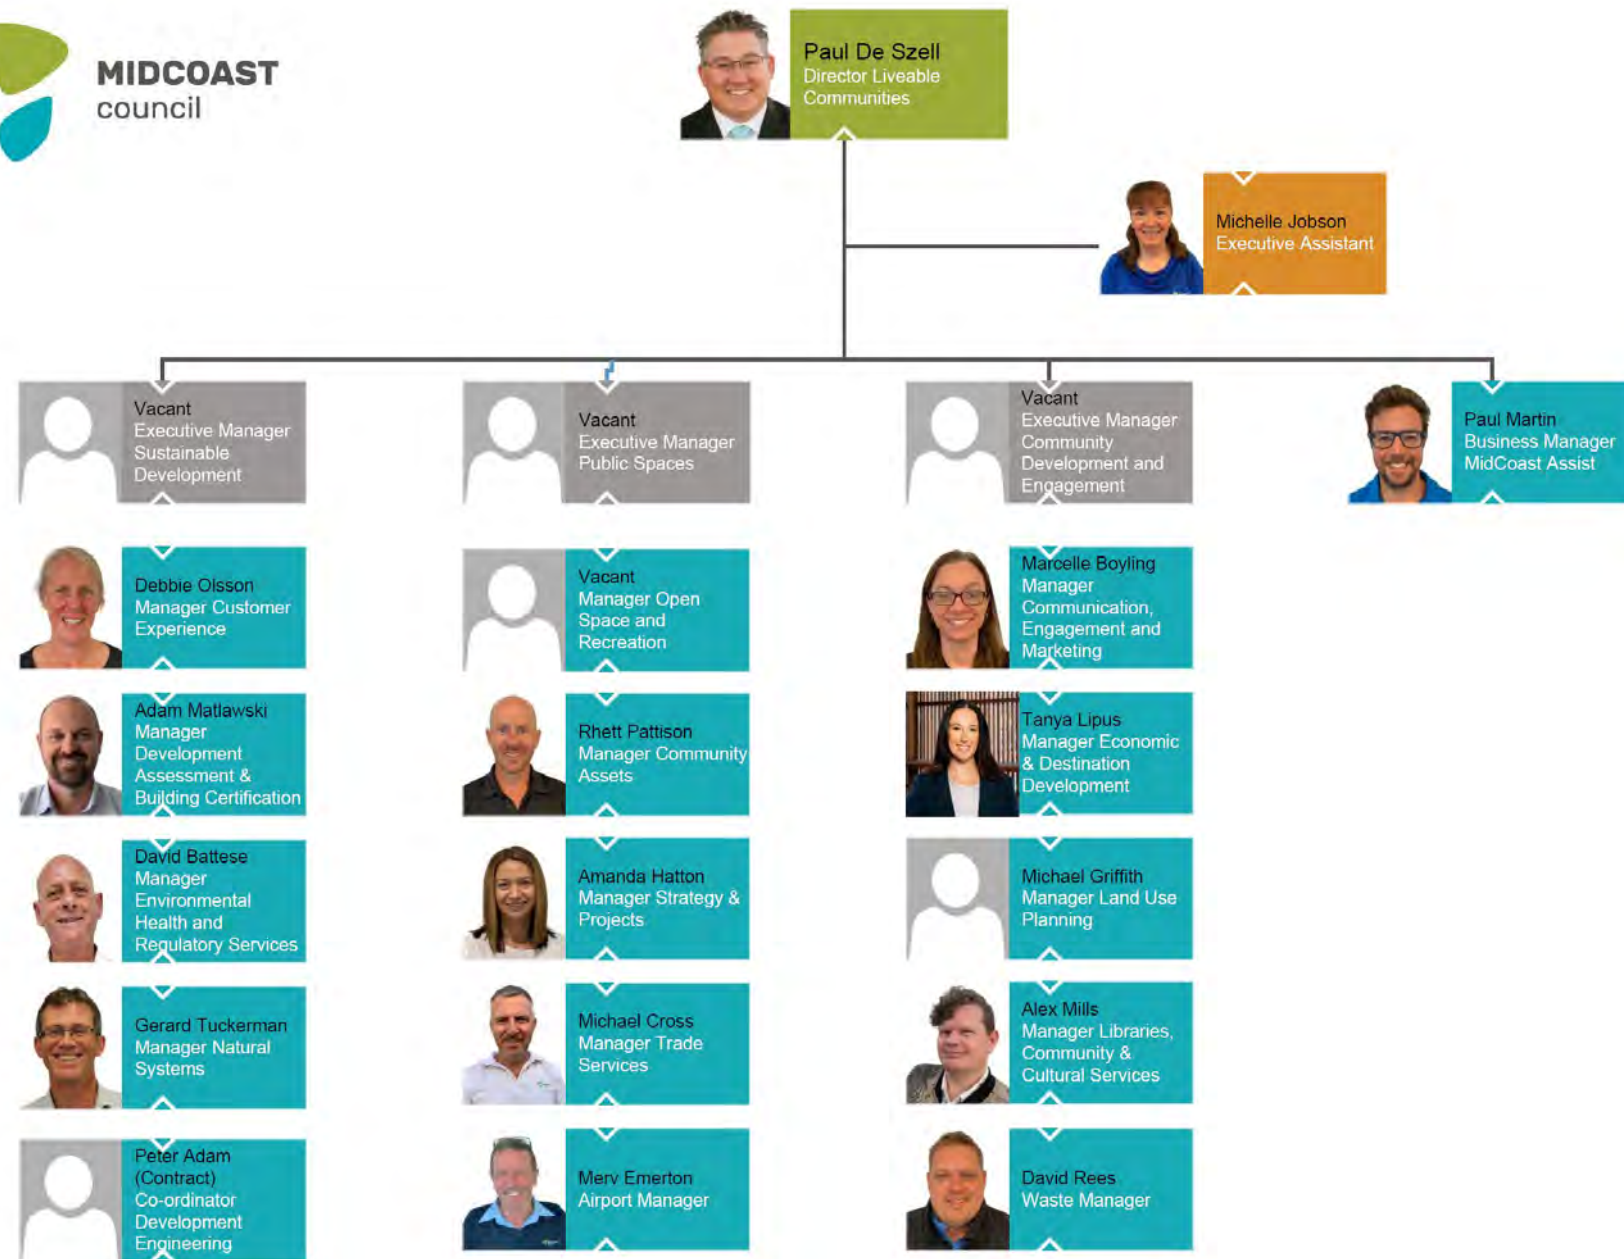 MIDCOAST
council
Paul De Szell
Director Liveable
Communities
Michelle Jobson
Executive Assistant
Vacant
Executive Manager
Sustainable
Development
Vacant
Executive Manager
Public Spaces
Vacant
Executive Manager
Community
Development and
Engagement
Paul Martin
Business Manager
MidCoast Assist
Debbie Olsson
Manager Customer
Experience
Vacant
Manager Open
Space and
Recreation
Marcelle Boyling
Manager
Communication,
Engagement and
Marketing
Adam Matlawski
Manager
Development
Assessment &
Building Certification
Rhett Pattison
Manager Community
Assets
Tanya Lipus
Manager Economic
& Destination
Development
David Battese
Manager
Environmental
Health and
Regulatory Services
Amanda Hatton
Manager Strategy &
Projects
Michael Griffith
Manager Land Use
Planning
Gerard Tuckerman
Manager Natural
Systems
Michael Cross
Manager Trade
Services
Alex Mills
Manager Libraries,
Community &
Cultural Services
Peter Adam
(Contract)
Co-ordinator
Development
Engineering
Merv Emerton
Airport Manager
David Rees
Waste Manager